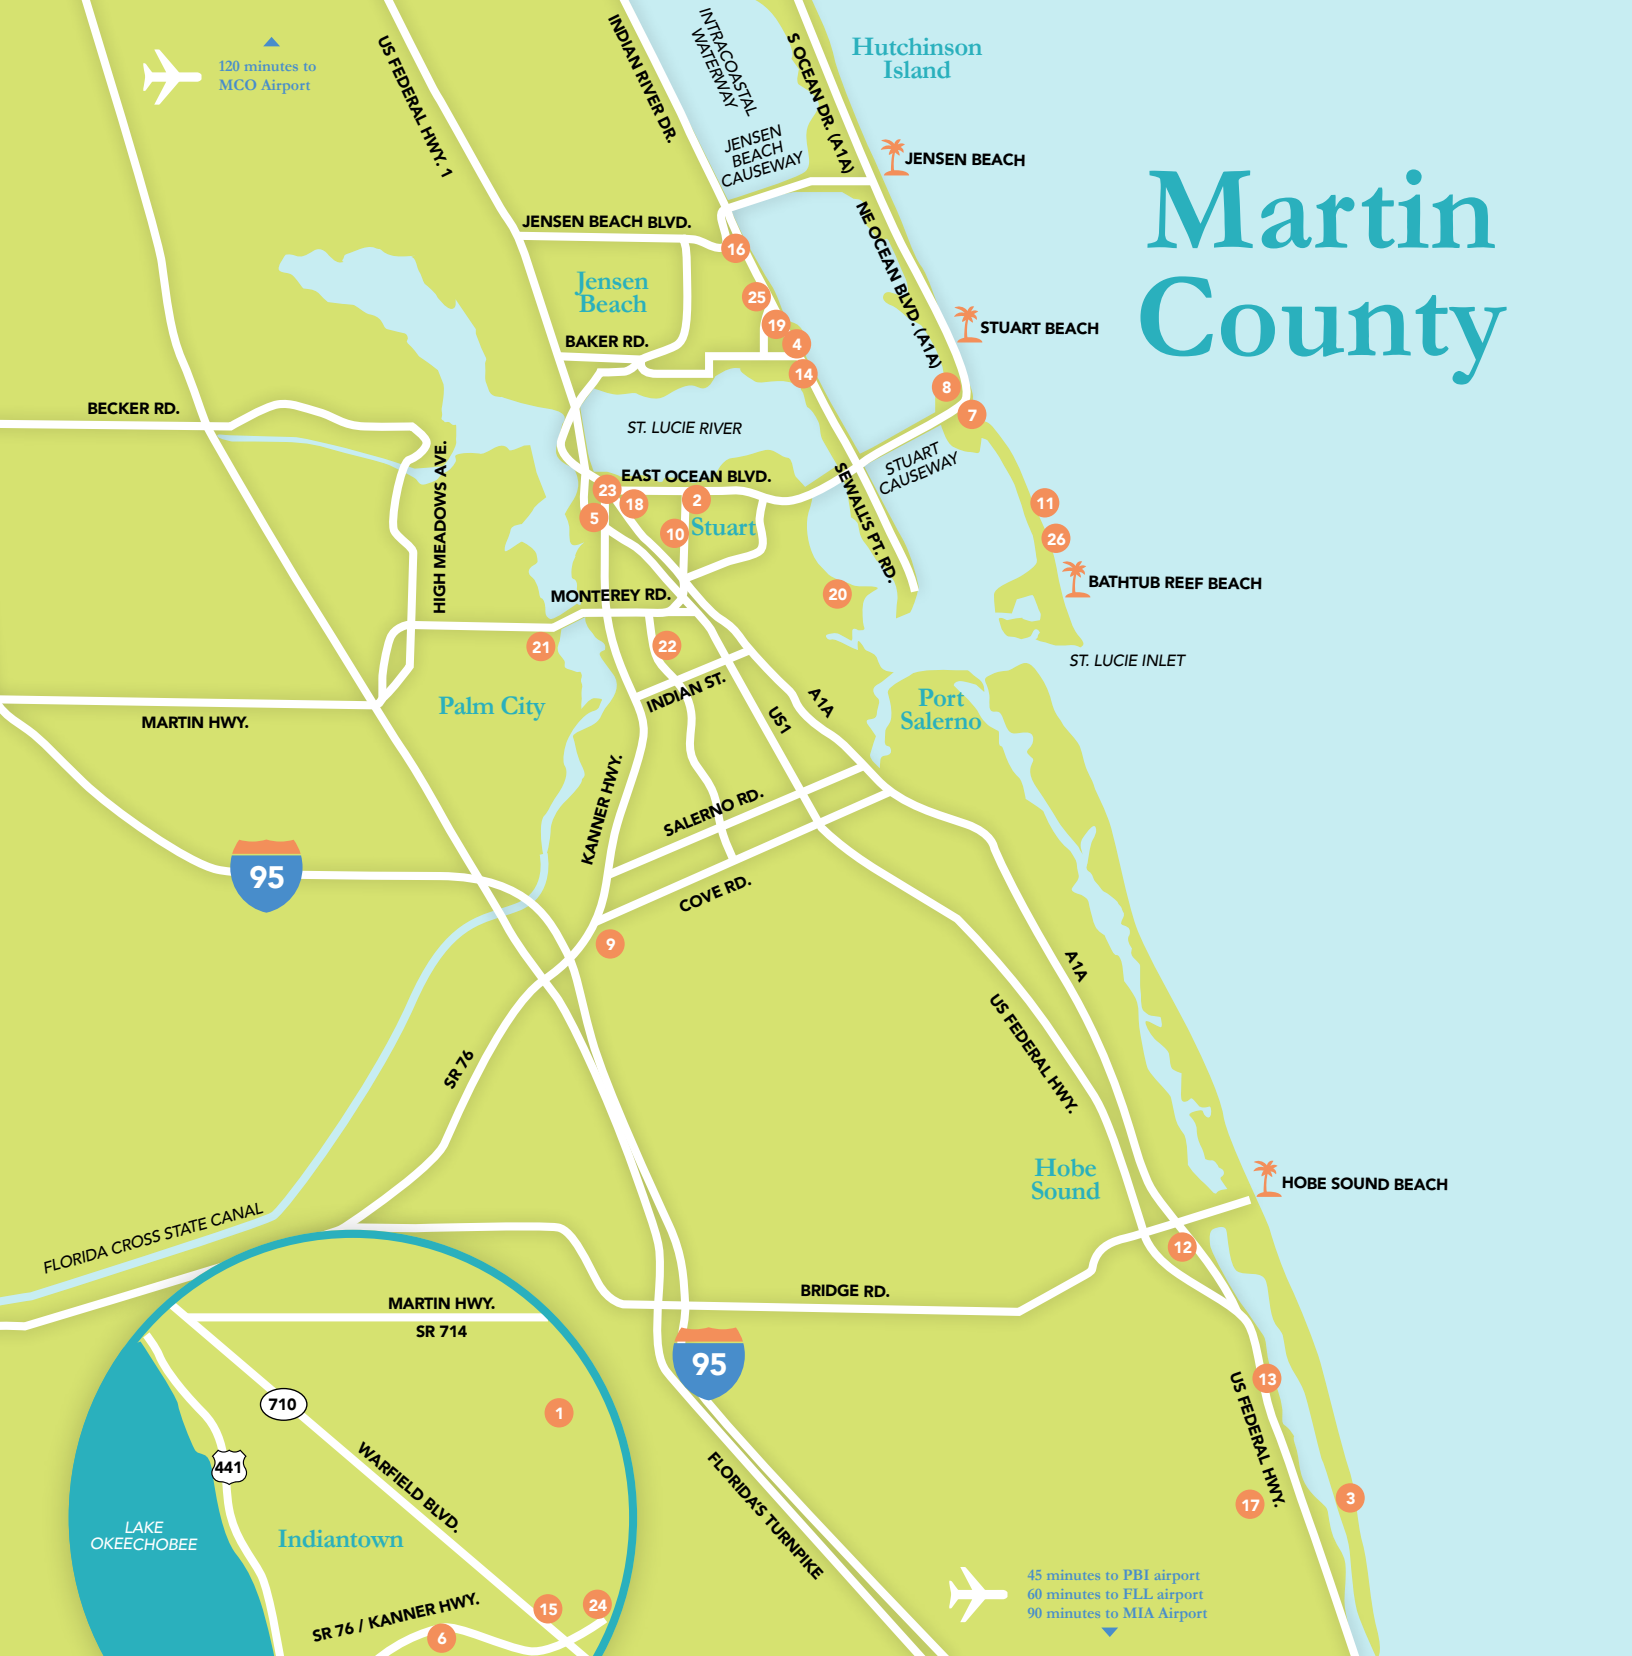 120 minutes to
MCO Airport
US FEDERAL HWY. 1
INDIAN RIVER DR.
INTRACOASTAL
WATERWAY
S OCEAN DR. (A1A)
Hutchinson
Island
JENSEN
BEACH
CAUSEWAY
JENSEN BEACH
Martin
County
NE OCEAN BLVD. (A1A)
JENSEN BEACH BLVD.
16
Jensen
Beach
25
19
4
STUART BEACH
BAKER RD.
14
8
7
BECKER RD.
ST. LUCIE RIVER
HIGH MEADOWS AVE.
STUART
CAUSEWAY
SEWALL'S PT. RD.
EAST OCEAN BLVD.
23
18
2
5
10
Stuart
11
26
BATHTUB REEF BEACH
20
MONTEREY RD.
21
22
ST. LUCIE INLET
INDIAN ST.
Palm City
Port
Salerno
A1A
US1
MARTIN HWY.
KANNER HWY.
SALERNO RD.
95
COVE RD.
9
A1A
US FEDERAL HWY.
SR 76
Hobe
Sound
HOBE SOUND BEACH
FLORIDA CROSS STATE CANAL
12
BRIDGE RD.
MARTIN HWY.
SR 714
95
13
US FEDERAL HWY.
710
1
441
WARFIELD BLVD.
FLORIDA'S TURNPIKE
17
3
LAKE
OKEECHOBEE
Indiantown
45 minutes to PBI airport
60 minutes to FLL airport
90 minutes to MIA Airport
SR 76 / KANNER HWY.
15
24
6